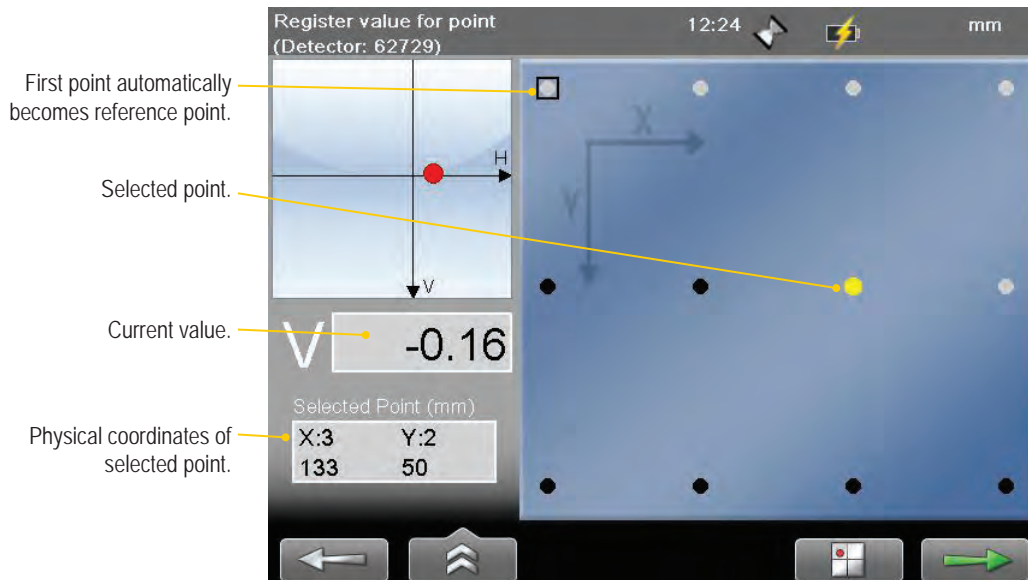 Register value for point
(Detector: 62729)
12:24
mm
First point automatically
becomes reference point.
X
H
Selected point.
Y
V
Current value.
V
-0.16
Selected Point (mm)
Physical coordinates of
selected point.
X:3 Y:2
133 50